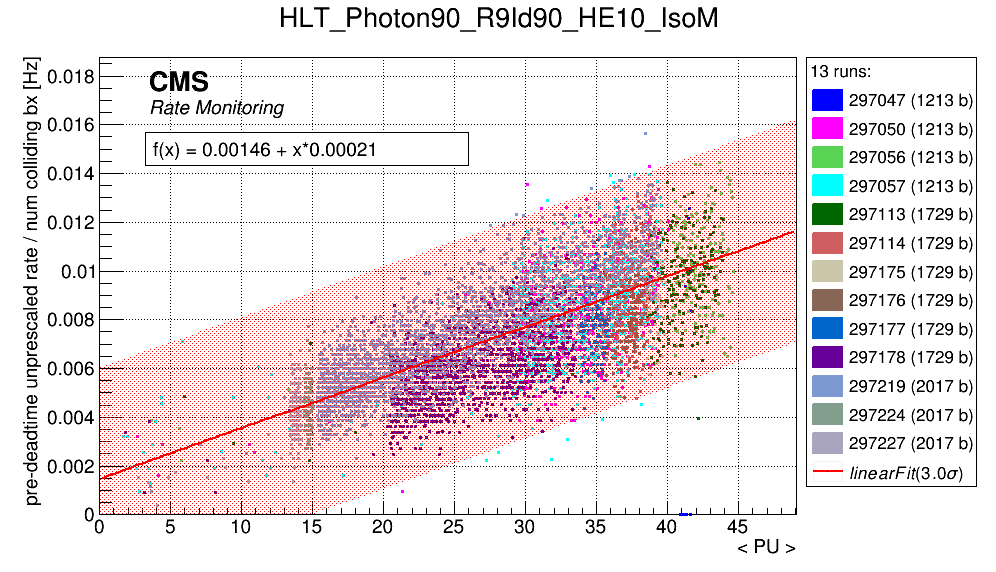 HLT_Photon90_R9Id90_HE10_IsoM
pre-deadtime unprescaled rate / num colliding bx [Hz]
0.018
0.016
0.014
0.012
0.01
0.008
0.006
0.004
0.002
0
CMS
Rate Monitoring
f(x) = 0.00146 + x*0.00021
0 5 10 15 20 25 30 35 40 45
< PU >
13 runs:
297047 (1213 b)
297050 (1213 b)
297056 (1213 b)
297057 (1213 b)
297113 (1729 b)
297114 (1729 b)
297175 (1729 b)
297176 (1729 b)
297177 (1729 b)
297178 (1729 b)
297219 (2017 b)
297224 (2017 b)
297227 (2017 b)
linearFit(3.0σ)